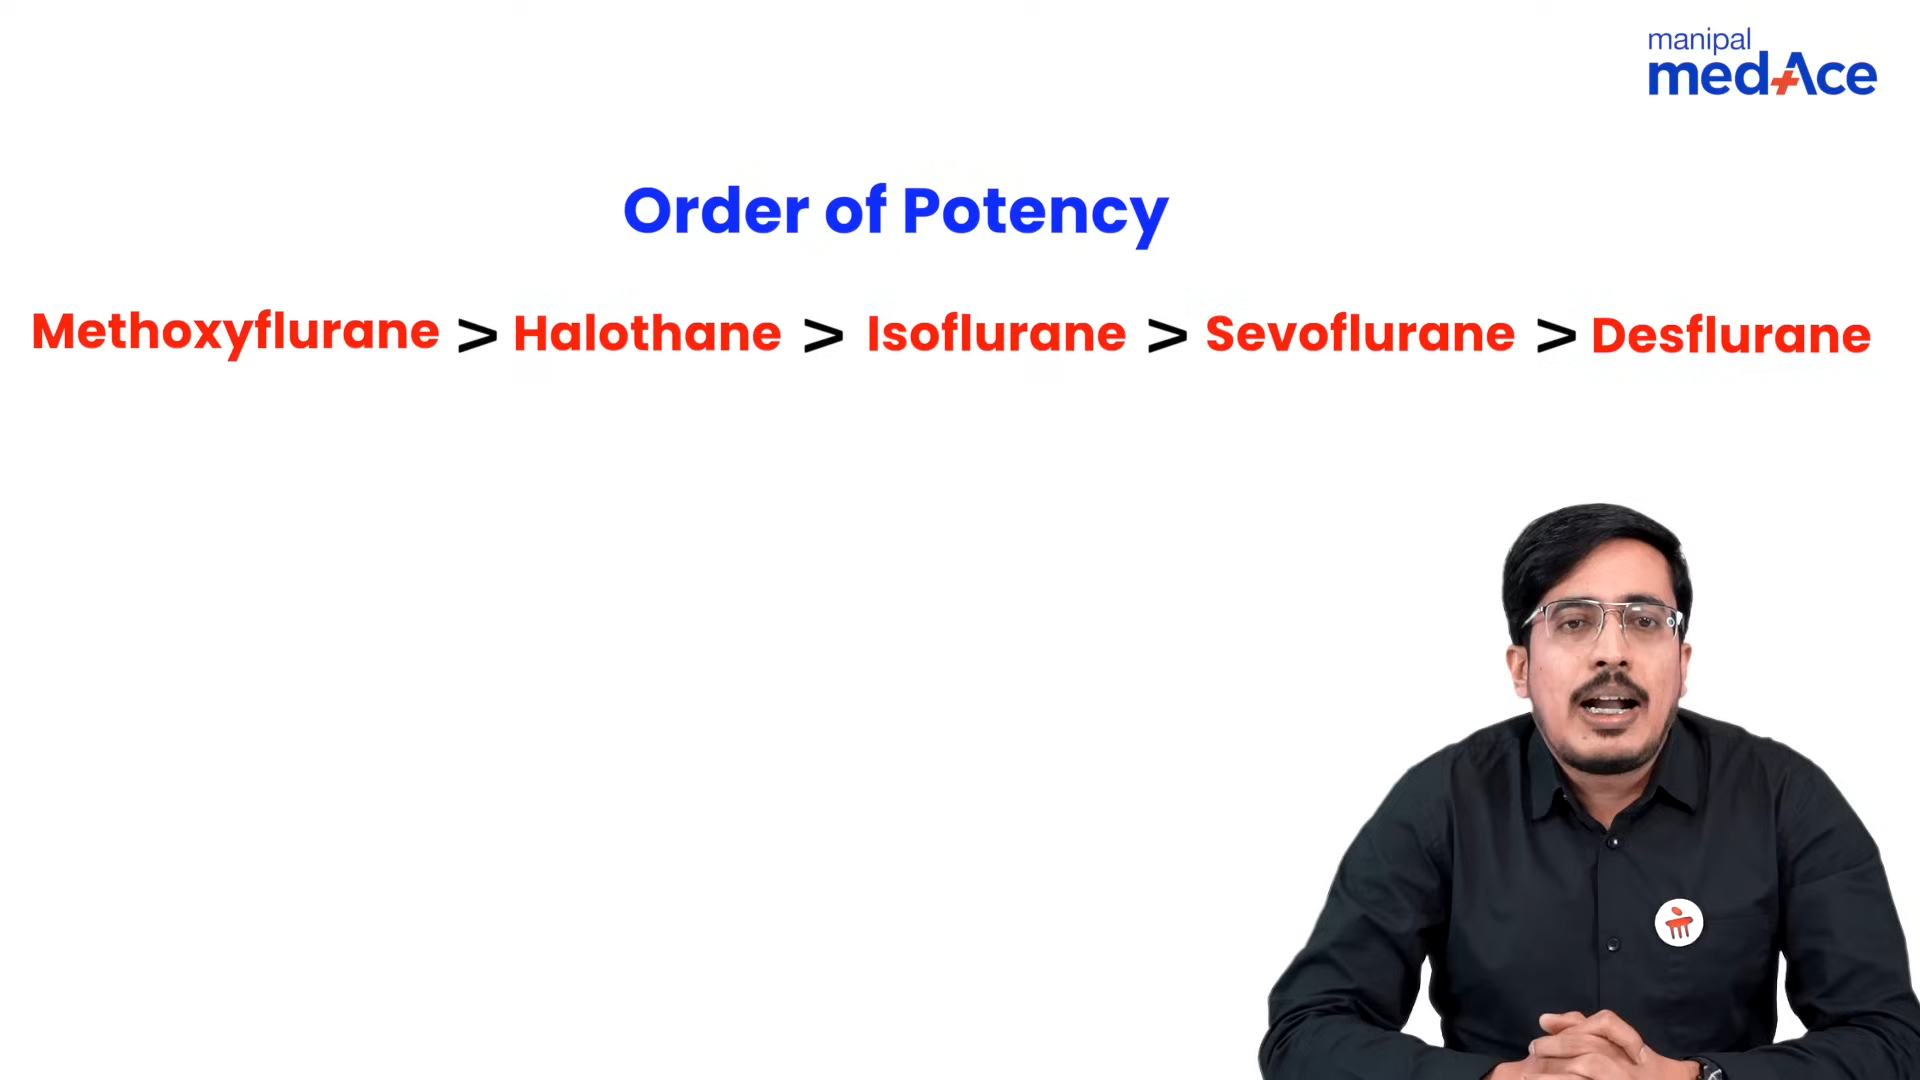 manipal
medAce
Order of Potency
Methoxyflurane > Halothane > Isoflurane > Sevoflurane > Desflurane